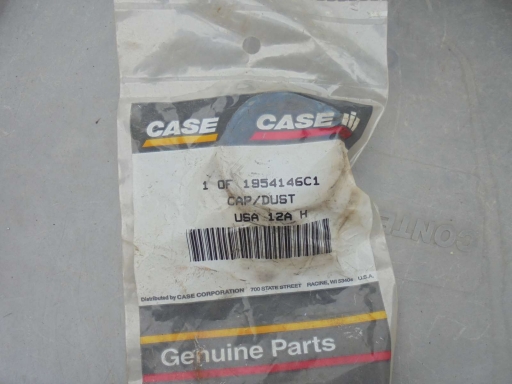 CASE CASE IH
1 OF 1954146C1
CAP/DUST
USA 12A H
Distributed by CASE CORPORATION 700 STATE STREET RACINE, WI 53404 U.S.A.
Genuine Parts